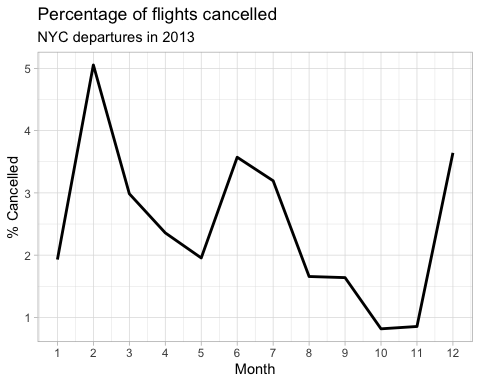 Percentage of flights cancelled
NYC departures in 2013
5
4
3
2
1
% Cancelled
1 2 3 4 5 6 7 8 9 10 11 12
Month